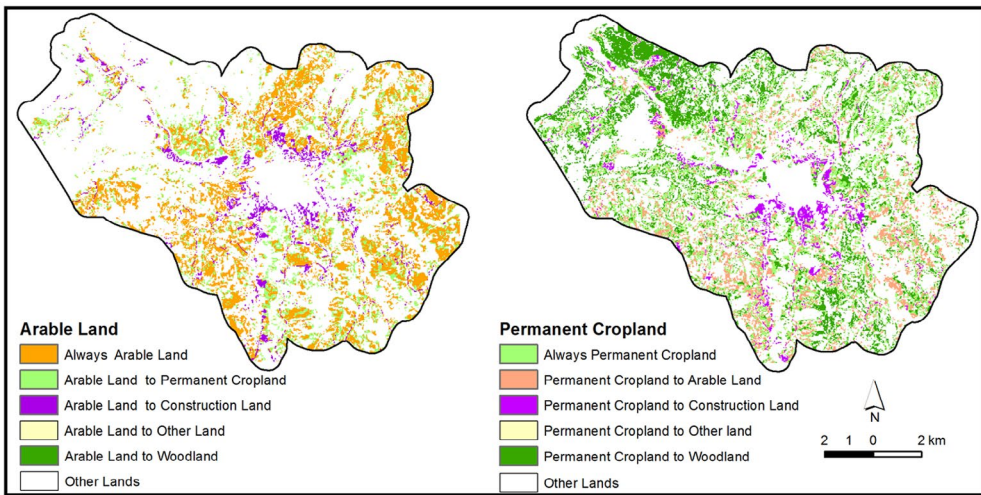 Arable Land
Always Arable Land
Arable Land to Permanent Cropland
Arable Land to Construction Land
Arable Land to Other Land
Arable Land to Woodland
Other Lands
Permanent Cropland
Always Permanent Cropland
Permanent Cropland to Arable Land
Permanent Cropland to Construction Land
Permanent Cropland to Other land
Permanent Cropland to Woodland
Other Lands
N
2 1 0 2 km